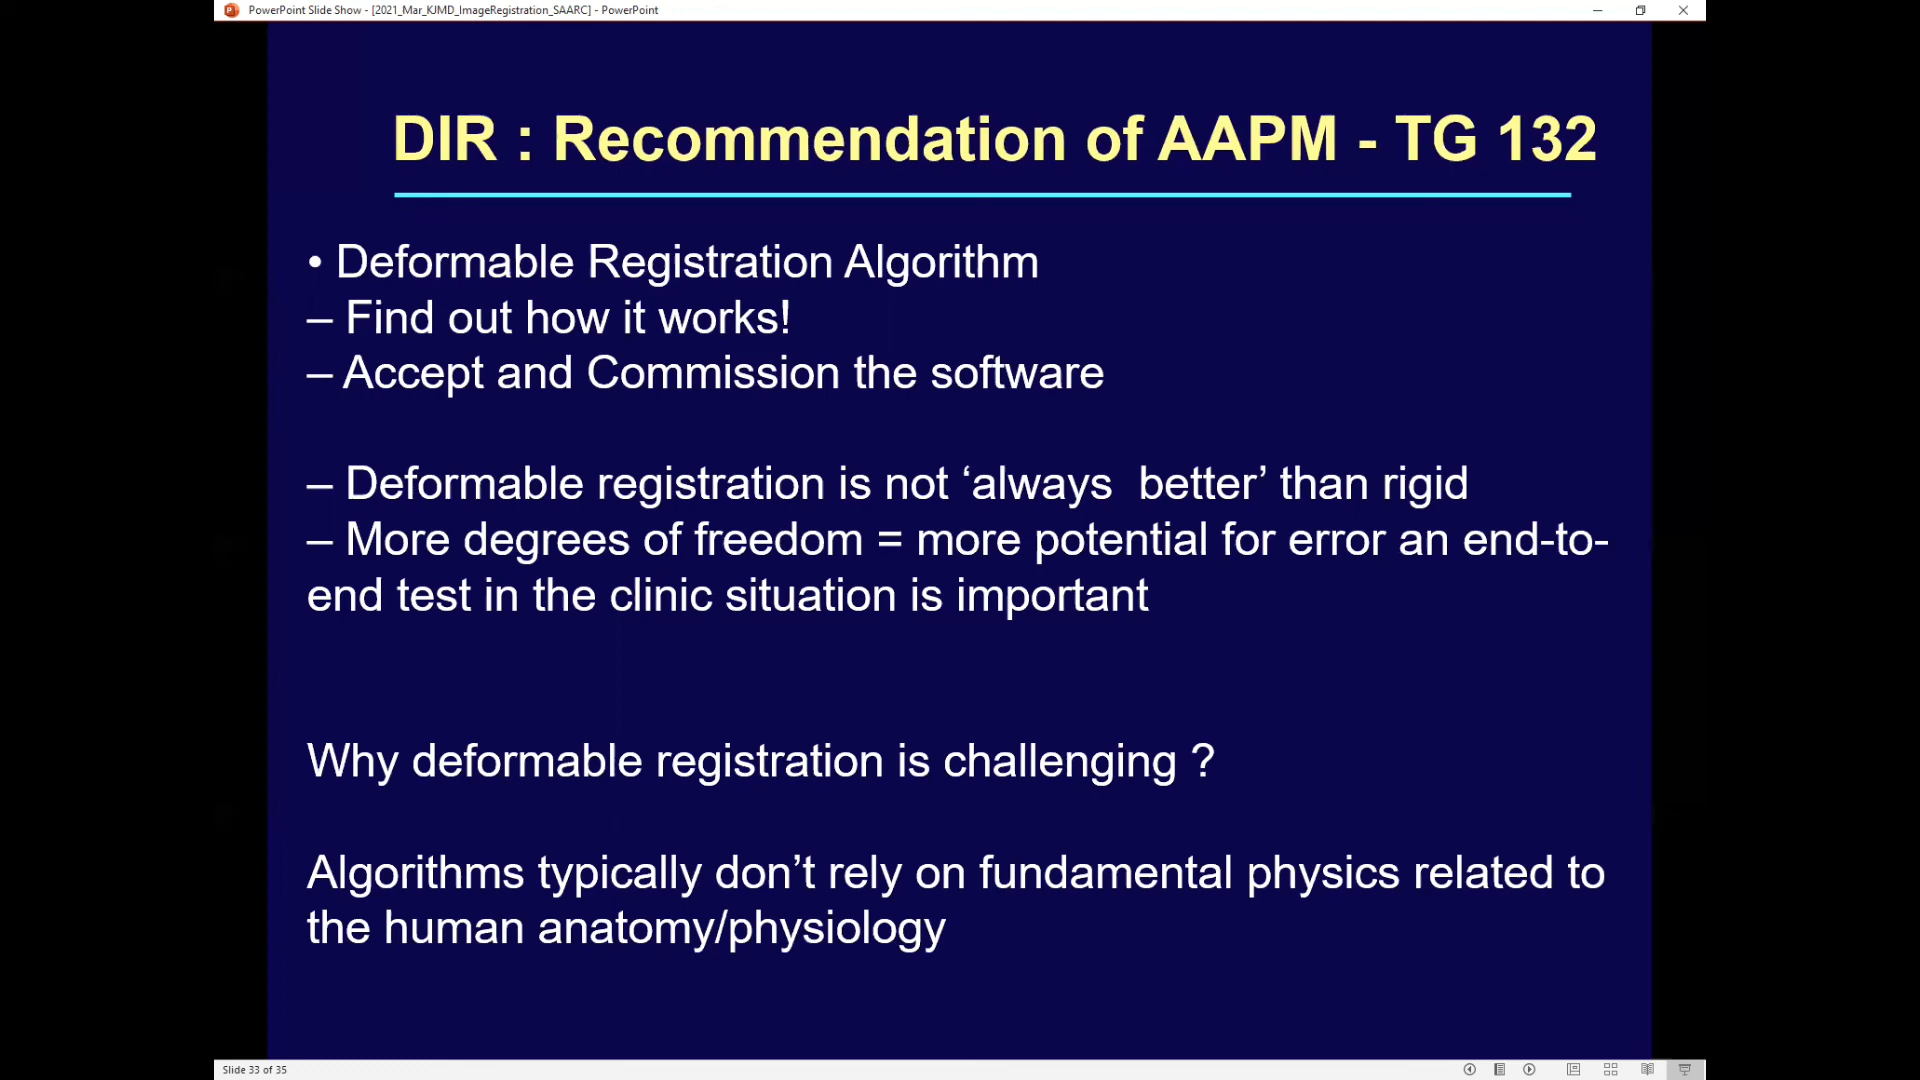 PowerPoint Slide Show - [2021_Mar_KJMD_ImageRegistration_SAARC] - PowerPoint
DIR : Recommendation of AAPM - TG 132
• Deformable Registration Algorithm
– Find out how it works!
– Accept and Commission the software
– Deformable registration is not ‘always  better’ than rigid
– More degrees of freedom = more potential for error an end-to-
end test in the clinic situation is important
Why deformable registration is challenging ?
Algorithms typically don’t rely on fundamental physics related to
the human anatomy/physiology
Slide 33 of 35